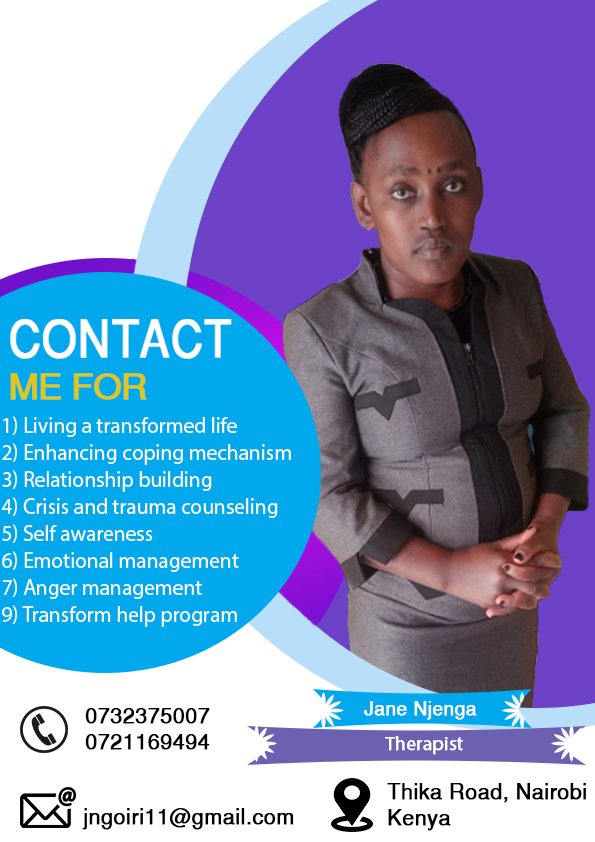 CONTACT
ME FOR
1) Living a transformed life
2) Enhancing coping mechanism
3) Relationship building
4) Crisis and trauma counseling
5) Self awareness
6) Emotional management
7) Anger management
9) Transform help program
0732375007
0721169494
Jane Njenga
Therapist
@
jngoiri11@gmail.com
Thika Road, Nairobi
Kenya